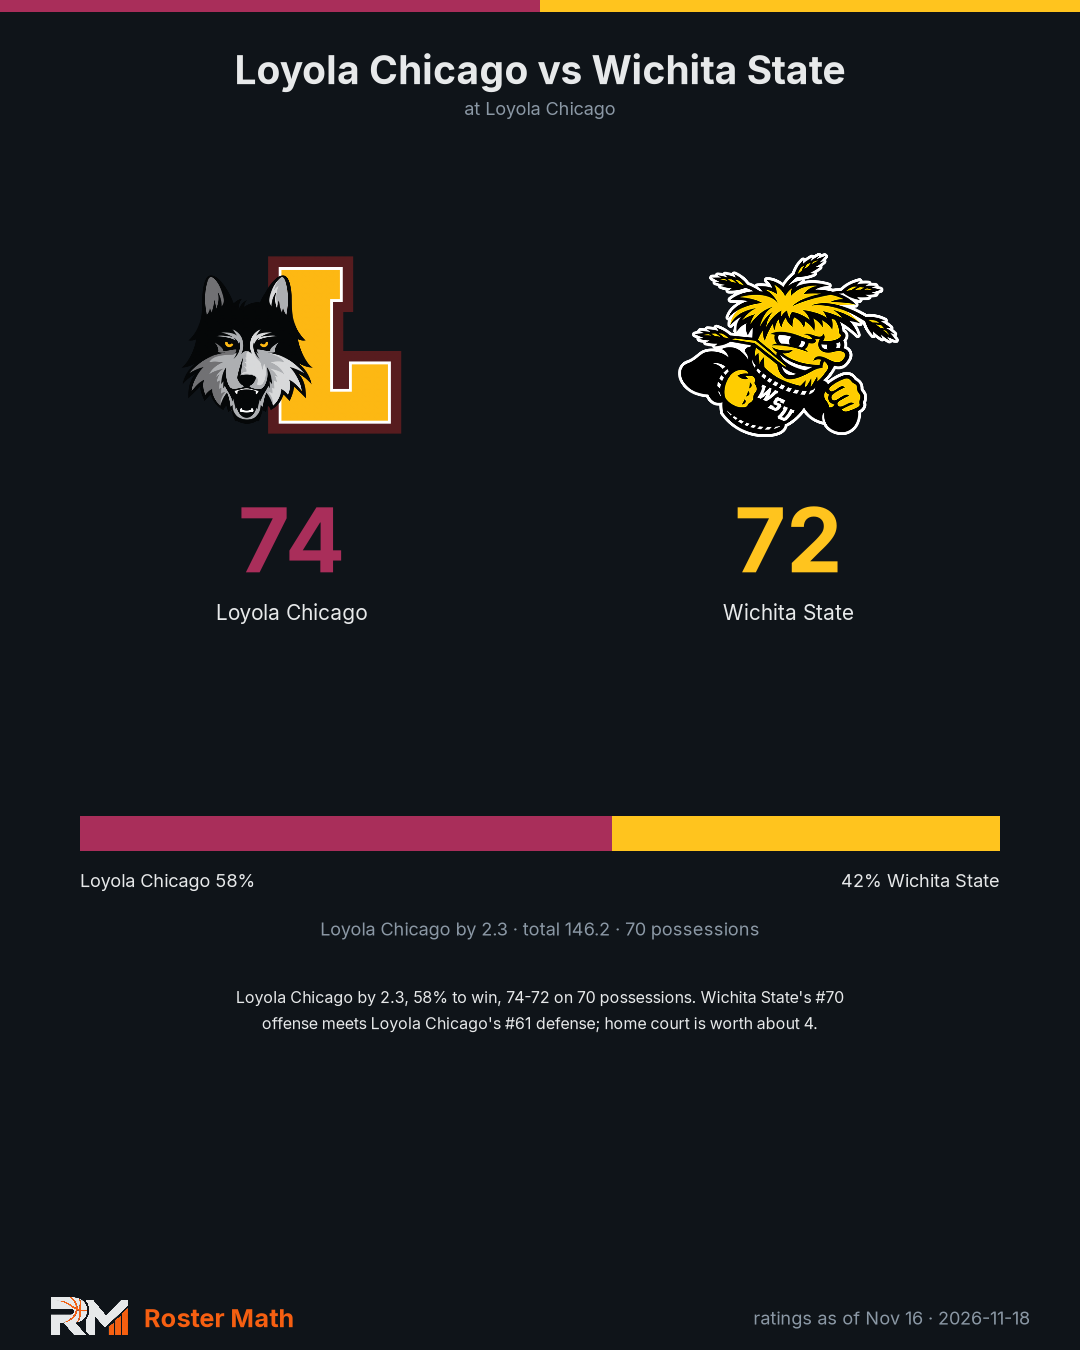 Loyola Chicago vs Wichita State
at Loyola Chicago
L
WSU
74
72
Loyola Chicago
Wichita State
Loyola Chicago 58%
42% Wichita State
Loyola Chicago by 2.3 · total 146.2 · 70 possessions
Loyola Chicago by 2.3, 58% to win, 74-72 on 70 possessions. Wichita State's #70
offense meets Loyola Chicago's #61 defense; home court is worth about 4.
RM Roster Math
ratings as of Nov 16 · 2026-11-18